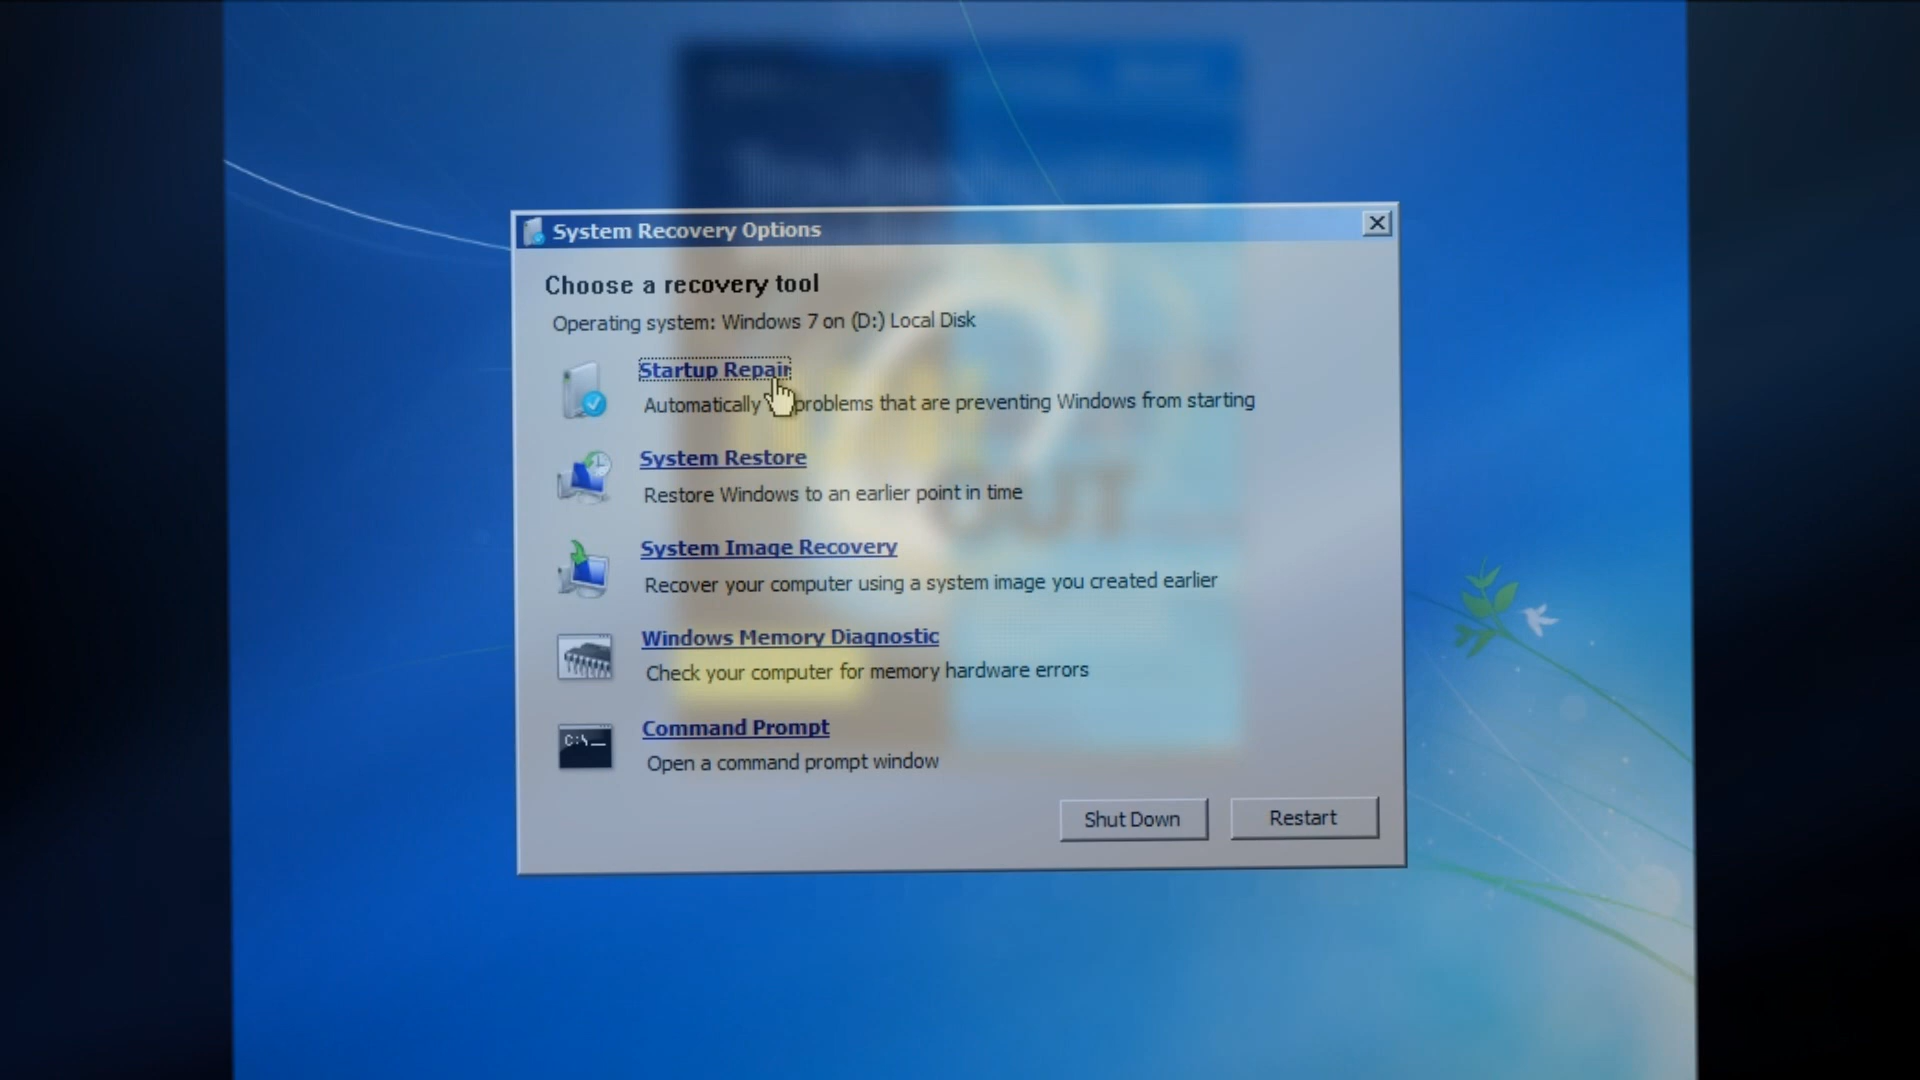 System Recovery Options
Choose a recovery tool
Operating system: Windows 7 on (D:) Local Disk
Startup Repair
Automatically problems that are preventing Windows from starting
System Restore
Restore Windows to an earlier point in time
System Image Recovery
Recover your computer using a system image you created earlier
Windows Memory Diagnostic
Check your computer for memory hardware errors
C:\_
Command Prompt
Open a command prompt window
Shut Down
Restart
OUT